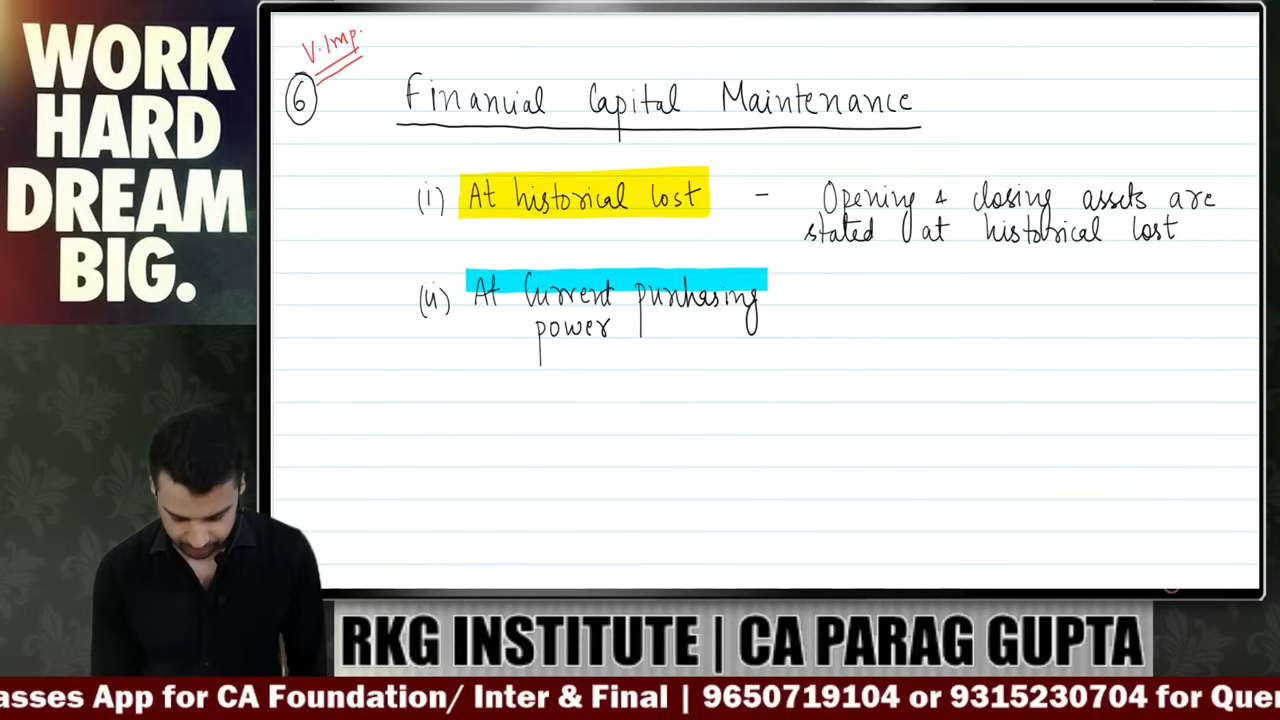 WORK
HARD
DREAM
BIG.
V. Imp.
6
Financial Capital Maintenance
(i) At historical Cost - Opening & closing assets are
stated at historical Cost
(ii) At Current purchasing
power
RKG INSTITUTE | CA PARAG GUPTA
asses App for CA Foundation/ Inter & Final | 9650719104 or 9315230704 for Quer